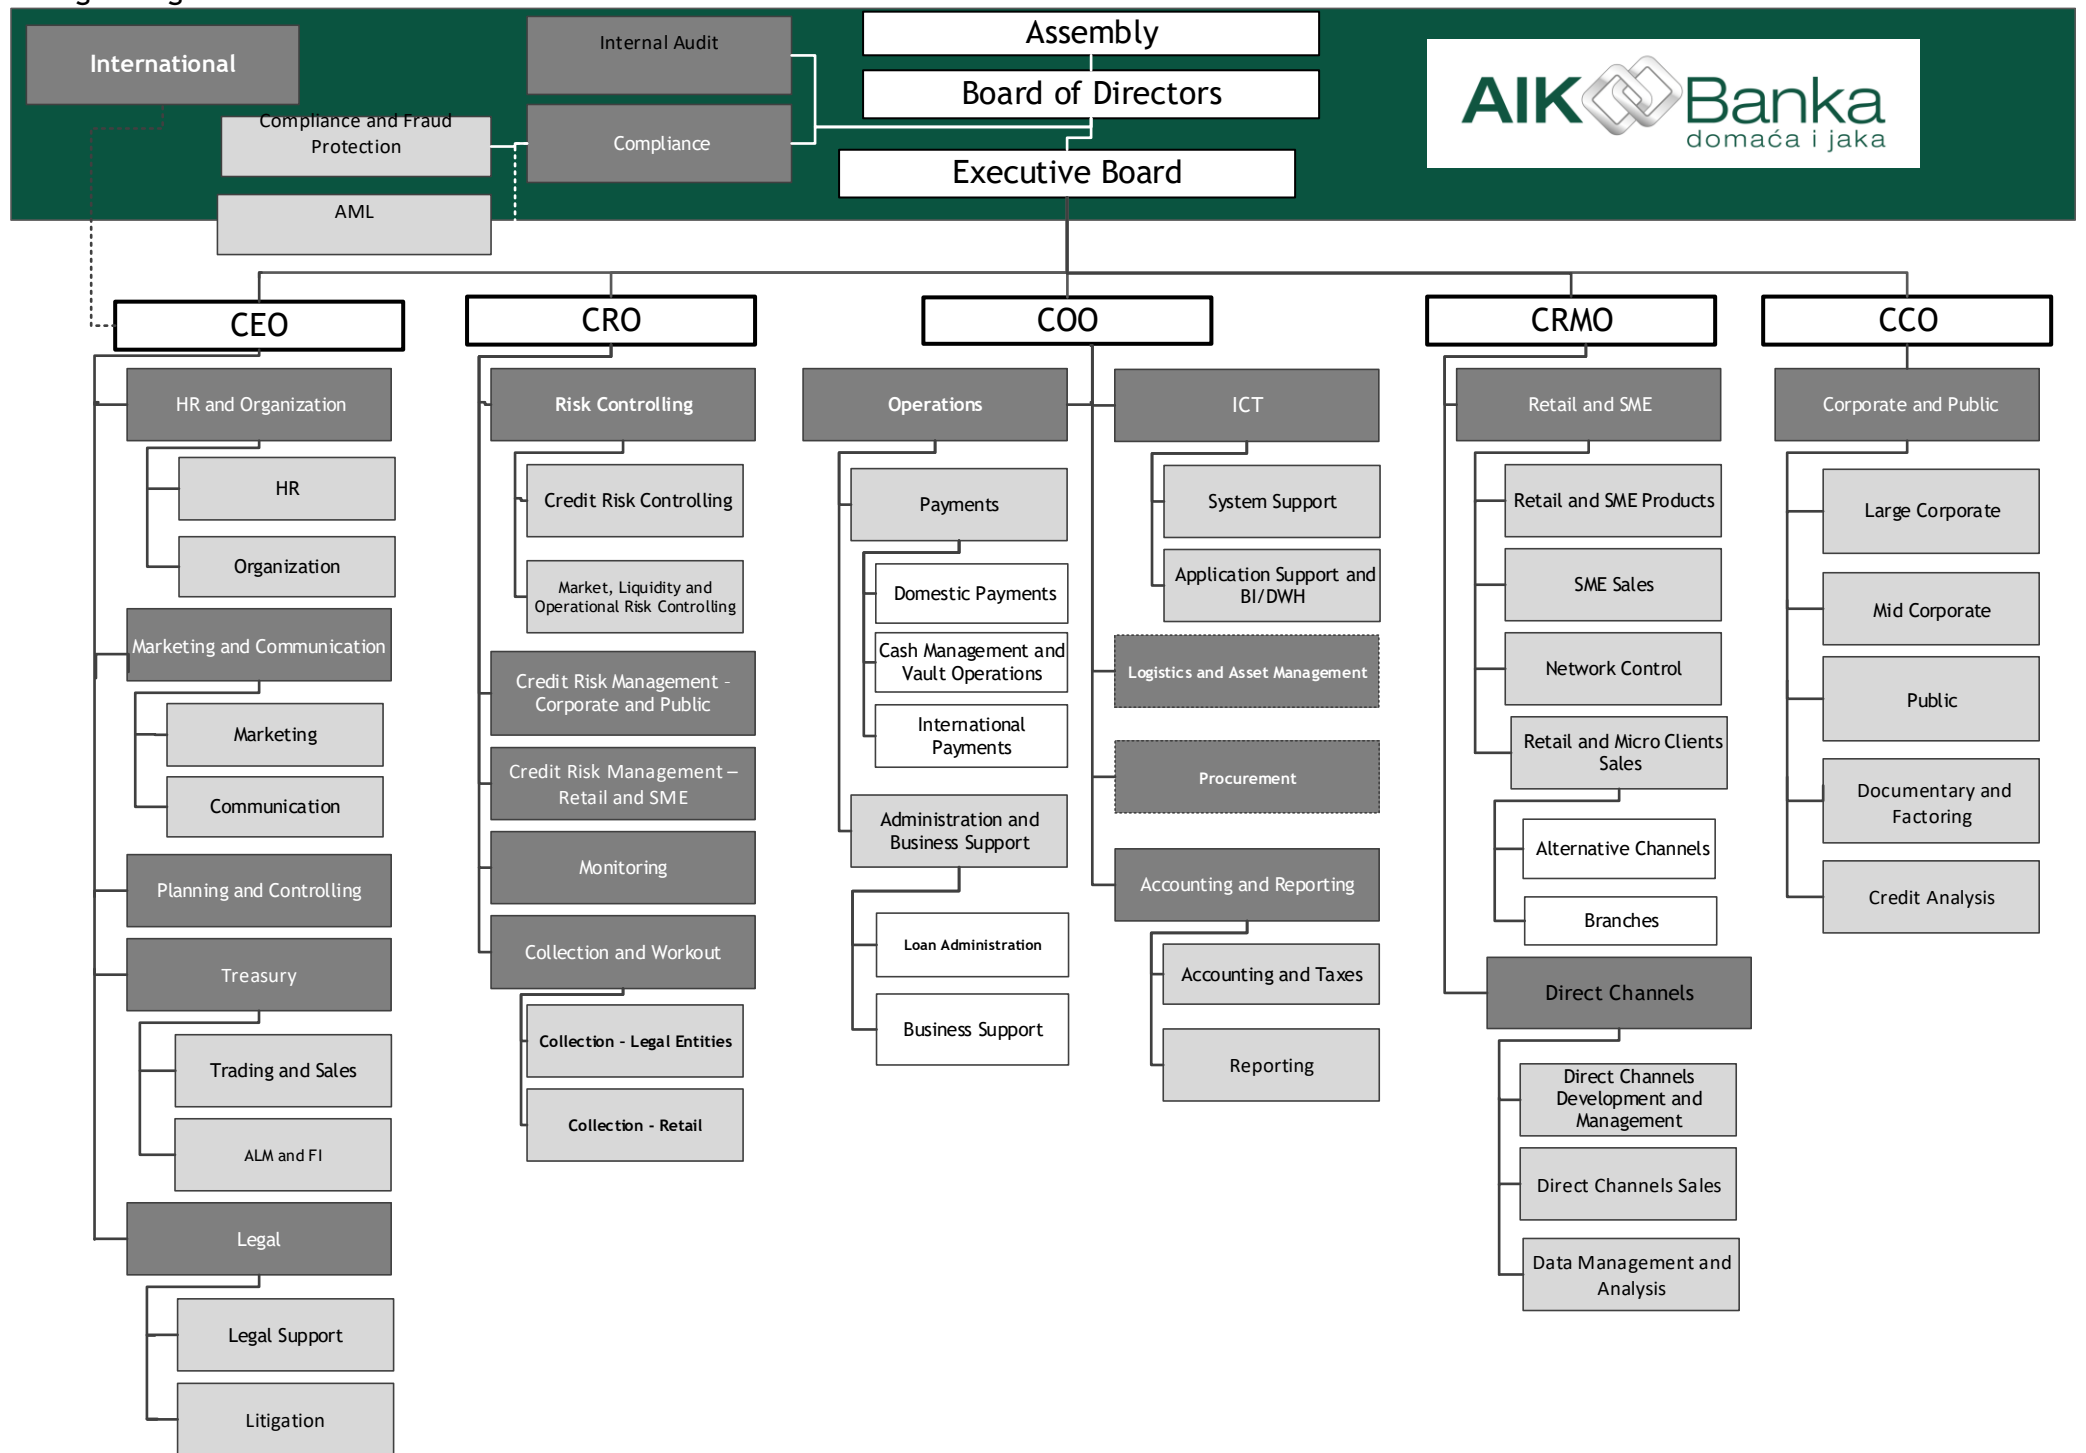 International
Internal Audit
Assembly
Board of Directors
AIK Banka
domaća i jaka
Compliance and Fraud
Protection
Compliance
Executive Board
AML
CEO
CRO
COO
CRMO
CCO
HR and Organization
HR
Organization
Marketing and Communication
Marketing
Communication
Planning and Controlling
Treasury
Trading and Sales
ALM and FI
Legal
Legal Support
Litigation
Risk Controlling
Credit Risk Controlling
Market, Liquidity and
Operational Risk Controlling
Credit Risk Management -
Corporate and Public
Credit Risk Management –
Retail and SME
Monitoring
Collection and Workout
Collection - Legal Entities
Collection - Retail
Operations
Payments
Domestic Payments
Cash Management and
Vault Operations
International
Payments
Administration and
Business Support
Loan Administration
Business Support
ICT
System Support
Application Support and
BI/DWH
Logistics and Asset Management
Procurement
Accounting and Reporting
Accounting and Taxes
Reporting
Retail and SME
Retail and SME Products
SME Sales
Network Control
Retail and Micro Clients
Sales
Alternative Channels
Branches
Direct Channels
Direct Channels
Development and
Management
Direct Channels Sales
Data Management and
Analysis
Corporate and Public
Large Corporate
Mid Corporate
Public
Documentary and
Factoring
Credit Analysis